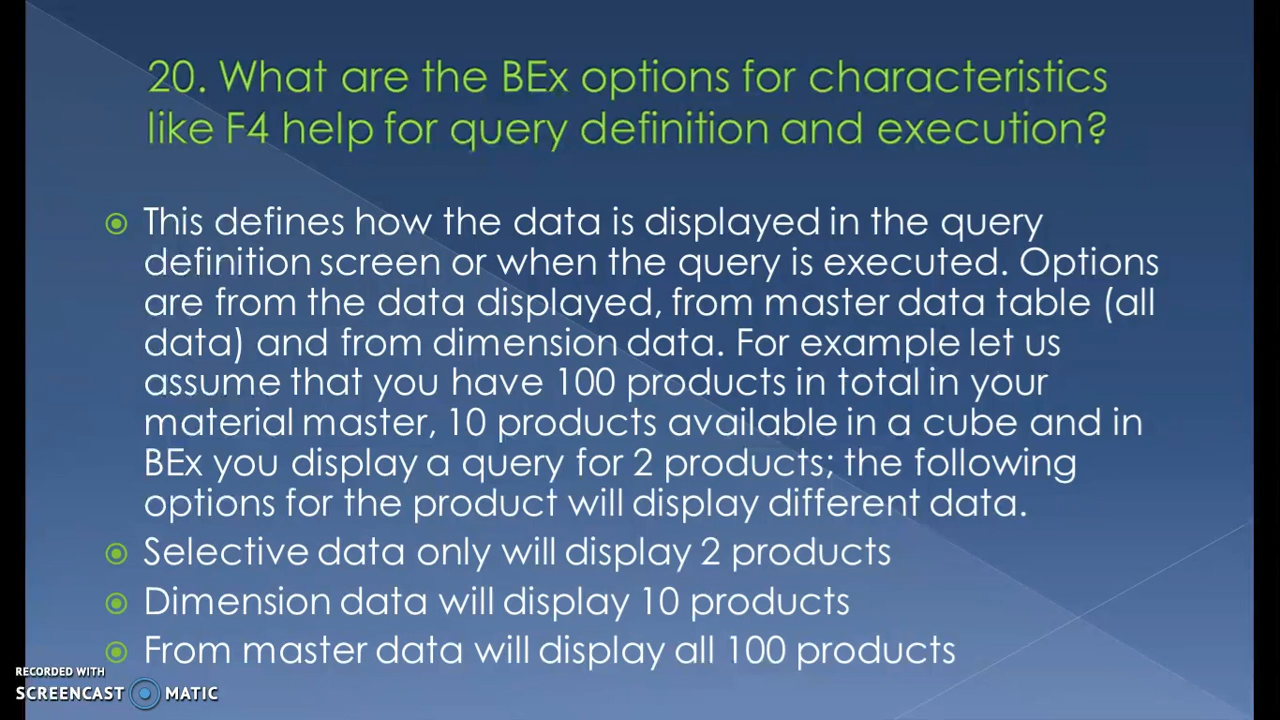 20. What are the BEx options for characteristics
like F4 help for query definition and execution?
This defines how the data is displayed in the query
definition screen or when the query is executed. Options
are from the data displayed, from master data table (all
data) and from dimension data. For example let us
assume that you have 100 products in total in your
material master, 10 products available in a cube and in
BEx you display a query for 2 products; the following
options for the product will display different data.
Selective data only will display 2 products
Dimension data will display 10 products
From master data will display all 100 products
RECORDED WITH
SCREENCAST MATIC